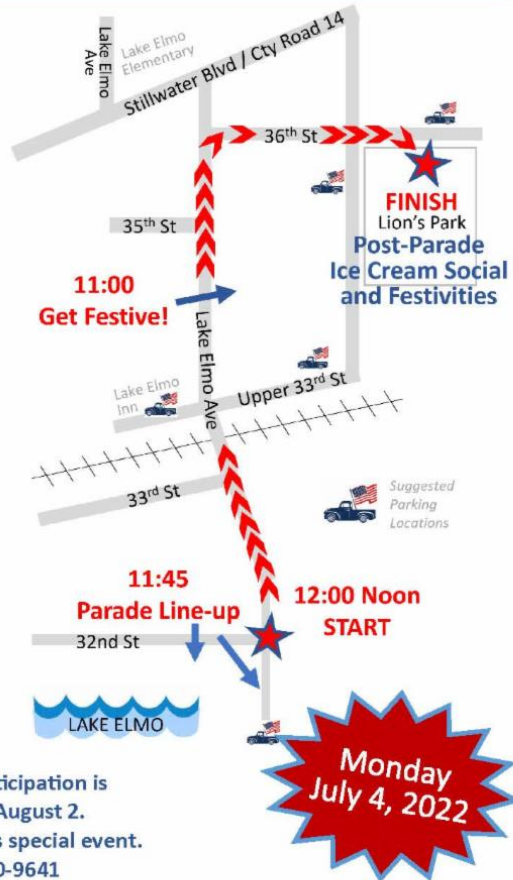 Lake Elmo
Ave
Lake Elmo
Elementary
Stillwater Blvd / Cty Road 14
36th St
35th St
FINISH
Lion's Park
Post-Parade
Ice Cream Social
and Festivities
11:00
Get Festive!
Lake Elmo Ave
Lake Elmo
Inn
Upper 33rd St
33rd St
Suggested
Parking
Locations
11:45
Parade Line-up
12:00 Noon
START
32nd St
LAKE ELMO
Monday
July 4, 2022
ticipation is
August 2.
s special event.
0-9641